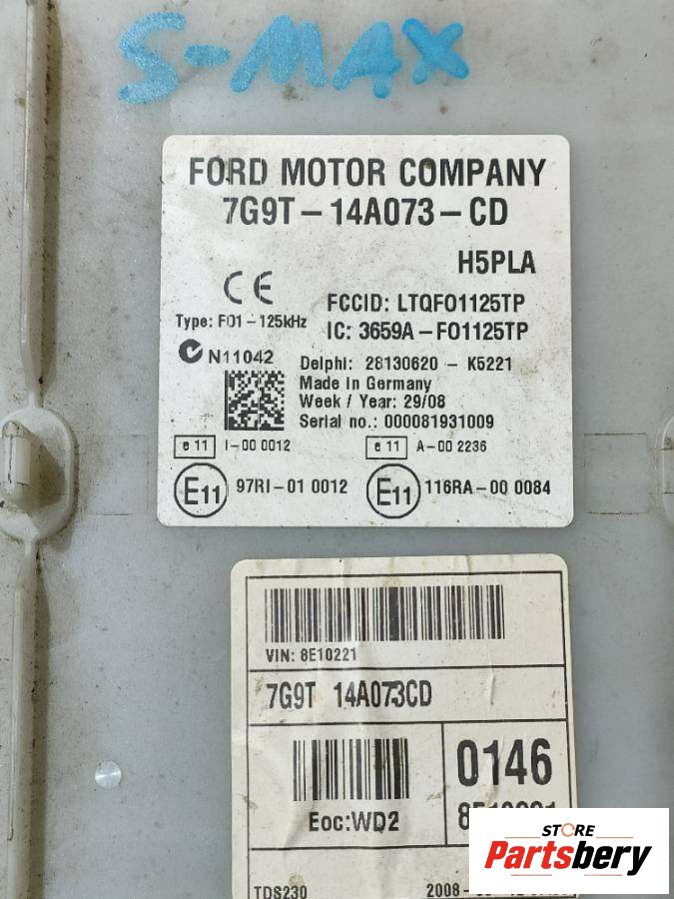 S-MAX
FORD MOTOR COMPANY
7G9T-14A073-CD
H5PLA
CE
FCCID: LTQF01125TP
Type: F01-125kHz
IC: 3659A-F01125TP
N11042
Delphi: 28130620 - K5221
Made in Germany
Week / Year: 29/08
Serial no.: 000081931009
e 11 I-00 0012 e 11 A-00 2236
E11 97RI-01 0012 E11 116RA-00 0084
VIN: 8E10221
7G9T 14A073CD
0146
Eoc:WD2
TDS230 2008-
STORE
Partsbery